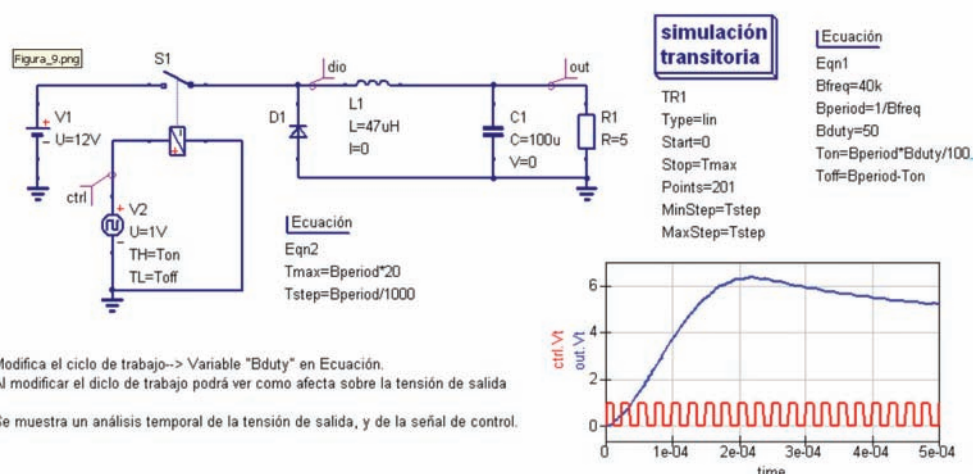 Figura_9.png
S1
dio
out
V1
U=12V
D1
L1
L=47uH
I=0
C1
C=100u
V=0
R1
R=5
ctrl
V2
U=1V
TH=Ton
TL=Toff
Ecuación
Eqn2
Tmax=Bperiod*20
Tstep=Bperiod/1000
simulación
transitoria
TR1
Type=lin
Start=0
Stop=Tmax
Points=201
MinStep=Tstep
MaxStep=Tstep
Ecuación
Eqn1
Bfreq=40k
Bperiod=1/Bfreq
Bduty=50
Ton=Bperiod*Bduty/100.
Toff=Bperiod-Ton
Modifica el ciclo de trabajo--> Variable "Bduty" en Ecuación.
Al modificar el diclo de trabajo podrá ver como afecta sobre la tensión de salida
Se muestra un análisis temporal de la tensión de salida, y de la señal de control.
ctrl.Vt
out.Vt
6
4
2
0
0 1e-04 2e-04 3e-04 4e-04 5e-04
time